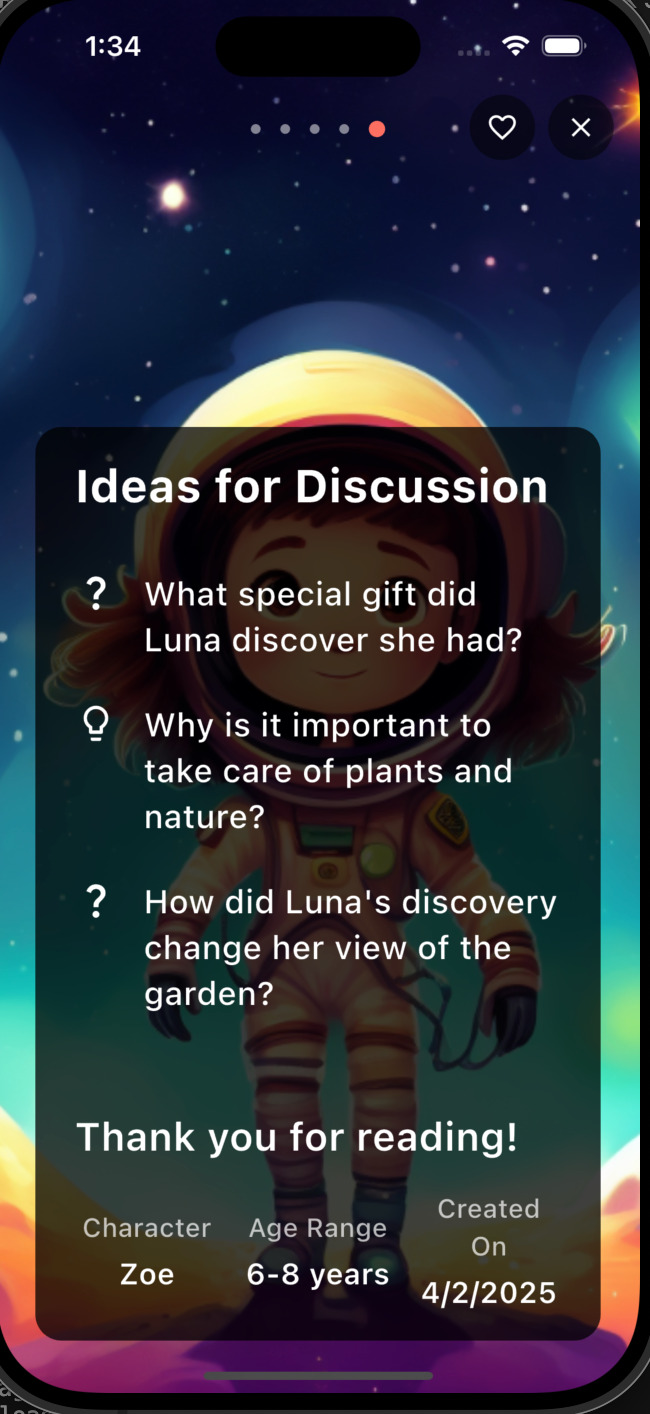 1:34
Ideas for Discussion
? What special gift did
Luna discover she had?
Why is it important to
take care of plants and
nature?
? How did Luna's discovery
change her view of the
garden?
Thank you for reading!
Character Age Range Created
On
Zoe 6-8 years 4/2/2025